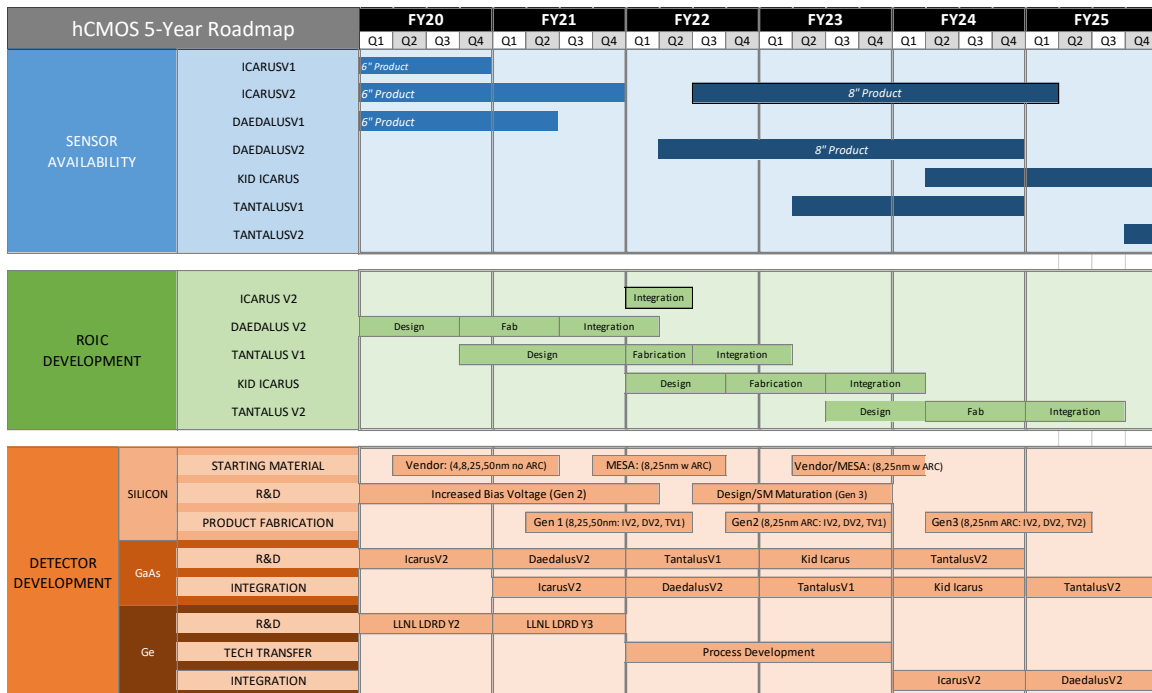 hCMOS 5-Year Roadmap
FY20 FY21 FY22 FY23 FY24 FY25
Q1 Q2 Q3 Q4 Q1 Q2 Q3 Q4 Q1 Q2 Q3 Q4 Q1 Q2 Q3 Q4 Q1 Q2 Q3 Q4 Q1 Q2 Q3 Q4
SENSOR
AVAILABILITY
ICARUSV1
6" Product
ICARUSV2
6" Product 8" Product
DAEDALUSV1
6" Product
DAEDALUSV2
8" Product
KID ICARUS
TANTALUSV1
TANTALUSV2
ROIC
DEVELOPMENT
ICARUS V2
Integration
DAEDALUS V2
Design Fab Integration
TANTALUS V1
Design Fabrication Integration
KID ICARUS
Design Fabrication Integration
TANTALUS V2
Design Fab Integration
DETECTOR
DEVELOPMENT
SILICON
STARTING MATERIAL
Vendor: (4,8,25,50nm no ARC) MESA: (8,25nm w ARC) Vendor/MESA: (8,25nm w ARC)
R&D
Increased Bias Voltage (Gen 2) Design/SM Maturation (Gen 3)
PRODUCT FABRICATION
Gen 1 (8,25,50nm: IV2, DV2, TV1) Gen2 (8,25nm ARC: IV2, DV2, TV1) Gen3 (8,25nm ARC: IV2, DV2, TV2)
GaAs
R&D
IcarusV2 DaedalusV2 TantalusV1 Kid Icarus TantalusV2
INTEGRATION
IcarusV2 DaedalusV2 TantalusV1 Kid Icarus TantalusV2
Ge
R&D
LLNL LDRD Y2 LLNL LDRD Y3
TECH TRANSFER
Process Development
INTEGRATION
IcarusV2 DaedalusV2